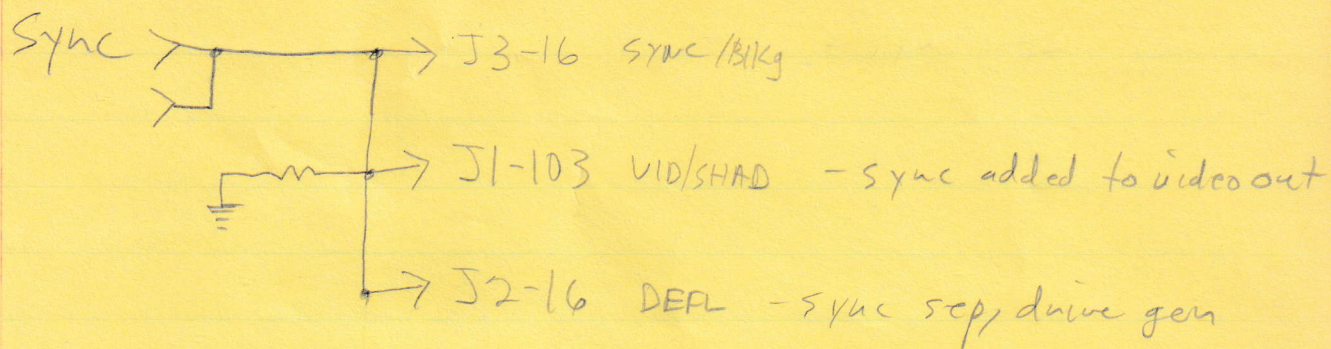 Sync
J3-16 SYNC/Blkg
J1-103 VID/SHAD - sync added to video out
J2-16 DEFL - sync sep, drive gen